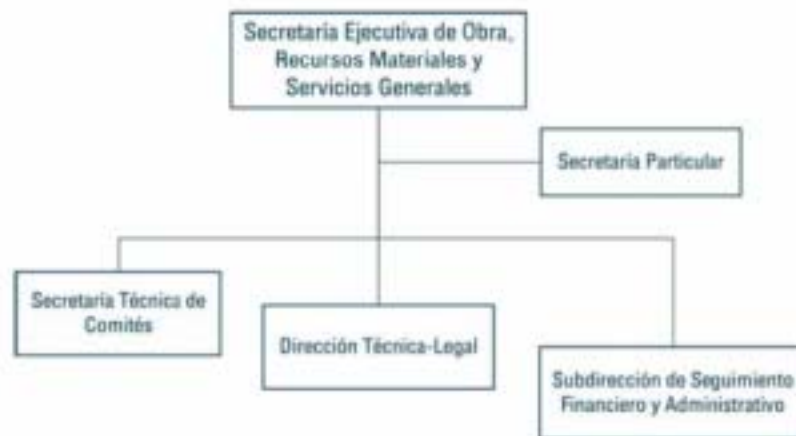 Secretaría Ejecutiva de Obra,
Recursos Materiales y
Servicios Generales
Secretaría Particular
Secretaría Técnica de
Comités
Dirección Técnica-Legal
Subdirección de Seguimiento
Financiero y Administrativo